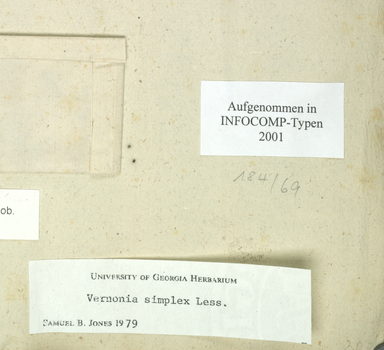 Aufgenommen in
INFOCOMP-Typen
2001
184/69
ob.
UNIVERSITY OF GEORGIA HERBARIUM
Vernonia simplex Less.
SAMUEL B. JONES 1979